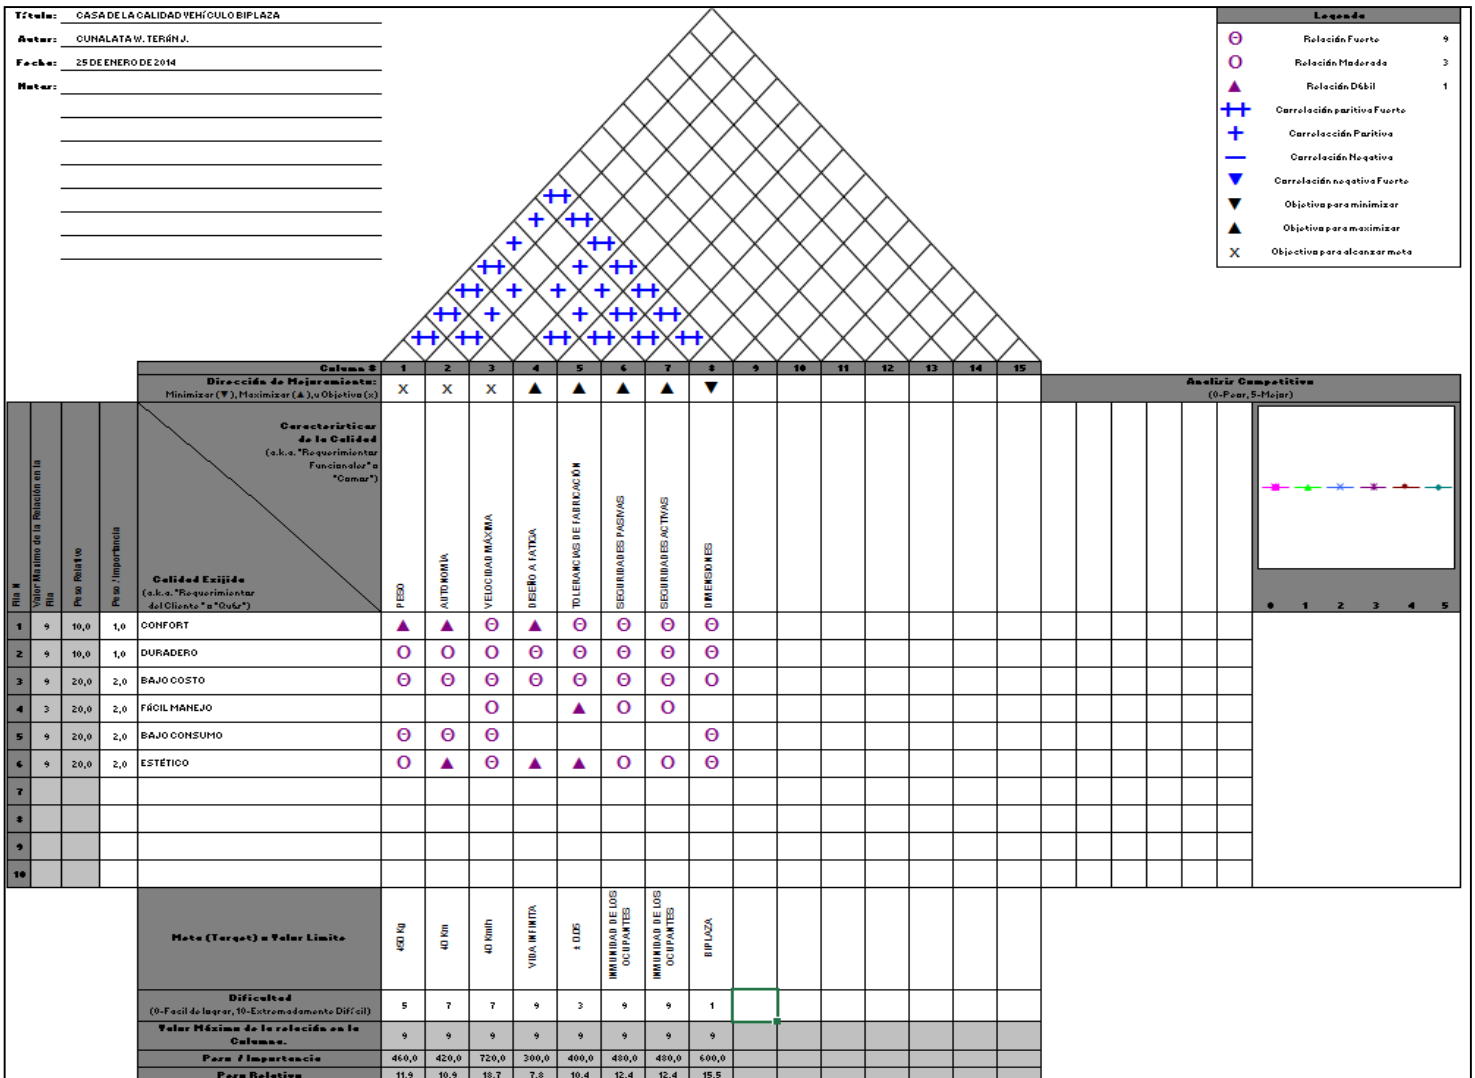 Título: CASA DE LA CALIDAD VEHÍCULO BIPLAZA
Autor: CUNALATA W. TERÁN J.
Fecha: 25 DE ENERO DE 2014
Notas:
Leyenda
Θ Relación Fuerte 9
Ο Relación Moderada 3
▲ Relación Débil 1
++ Correlación positiva Fuerte
+ Correlacción Positiva
— Correlación Negativa
▼ Correlación negativa Fuerte
▼ Objetivo para minimizar
▲ Objetivo para maximizar
X Objectivo para alcanzar meta
++
+ ++
+ ++
++ + ++
++ + + + ++
++ + + ++ ++
++ ++ ++ ++ ++ ++
Column # 1 2 3 4 5 6 7 8 9 10 11 12 13 14 15
Dirección de Mejoramiento:
Minimizar (▼), Maximizar (▲), u Objetivo (x) X X X ▲ ▲ ▲ ▲ ▼
Analisis Competitivo
(0-Peor, 5-Mejor)
Fila N
Valor Maximo de la Relación en la Fila
Peso Relativo
Peso / Importancia
Caracteristicas
de la Calidad
(a.k.a. "Requerimientos
Funcionales" o
"Comos")
Calidad Exijida
(a.k.a. "Requerimientos
del Cliente" o "Qués")
PESO
AUTONOMÍA
VELOCIDAD MÁXIMA
DISEÑO A FATIGA
TOLERANCIAS DE FABRICACIÓN
SEGURIDADES PASIVAS
SEGURIDADES ACTIVAS
DIMENSIONES
0 1 2 3 4 5
1 9 10,0 1,0 CONFORT ▲ ▲ Θ ▲ Θ Θ Θ Θ
2 9 10,0 1,0 DURADERO Ο Ο Ο Θ Θ Θ Θ Θ
3 9 20,0 2,0 BAJO COSTO Θ Θ Θ Θ Θ Θ Θ Ο
4 3 20,0 2,0 FÁCIL MANEJO Ο ▲ Ο Ο
5 9 20,0 2,0 BAJO CONSUMO Θ Θ Θ Θ
6 9 20,0 2,0 ESTÉTICO Ο ▲ Θ ▲ ▲ Ο Ο Θ
7
8
9
10
Meta (Target) o Valor Limite
450 Kg
40 Km
40 Km/h
VIDA INFINITA
± 0.05
INMUNIDAD DE LOS OCUPANTES
INMUNIDAD DE LOS OCUPANTES
BIPLAZA
Dificultad
(0-Facil de lograr, 10-Extremadamente Difícil) 5 7 7 9 3 9 9 1
Valor Máximo de la relación en la
Columna. 9 9 9 9 9 9 9 9
Peso / Importancia 460,0 420,0 720,0 300,0 400,0 480,0 480,0 600,0
Peso Relativo 11,9 10,9 18,7 7,8 10,4 12,4 12,4 15,5